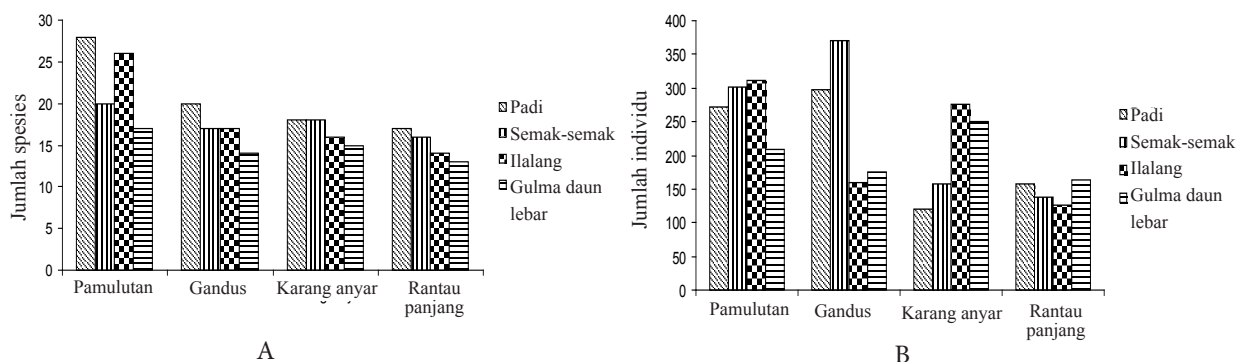 Jumlah spesies
30
25
20
15
10
5
0
Pamulutan
Gandus
Karang anyar
Rantau
panjang
Padi
Semak-semak
Ilalang
Gulma daun
lebar
A
Jumlah individu
400
350
300
250
200
150
100
50
0
Pamulutan
Gandus
Karang anyar
Rantau
panjang
Padi
Semak-semak
Ilalang
Gulma daun
lebar
B